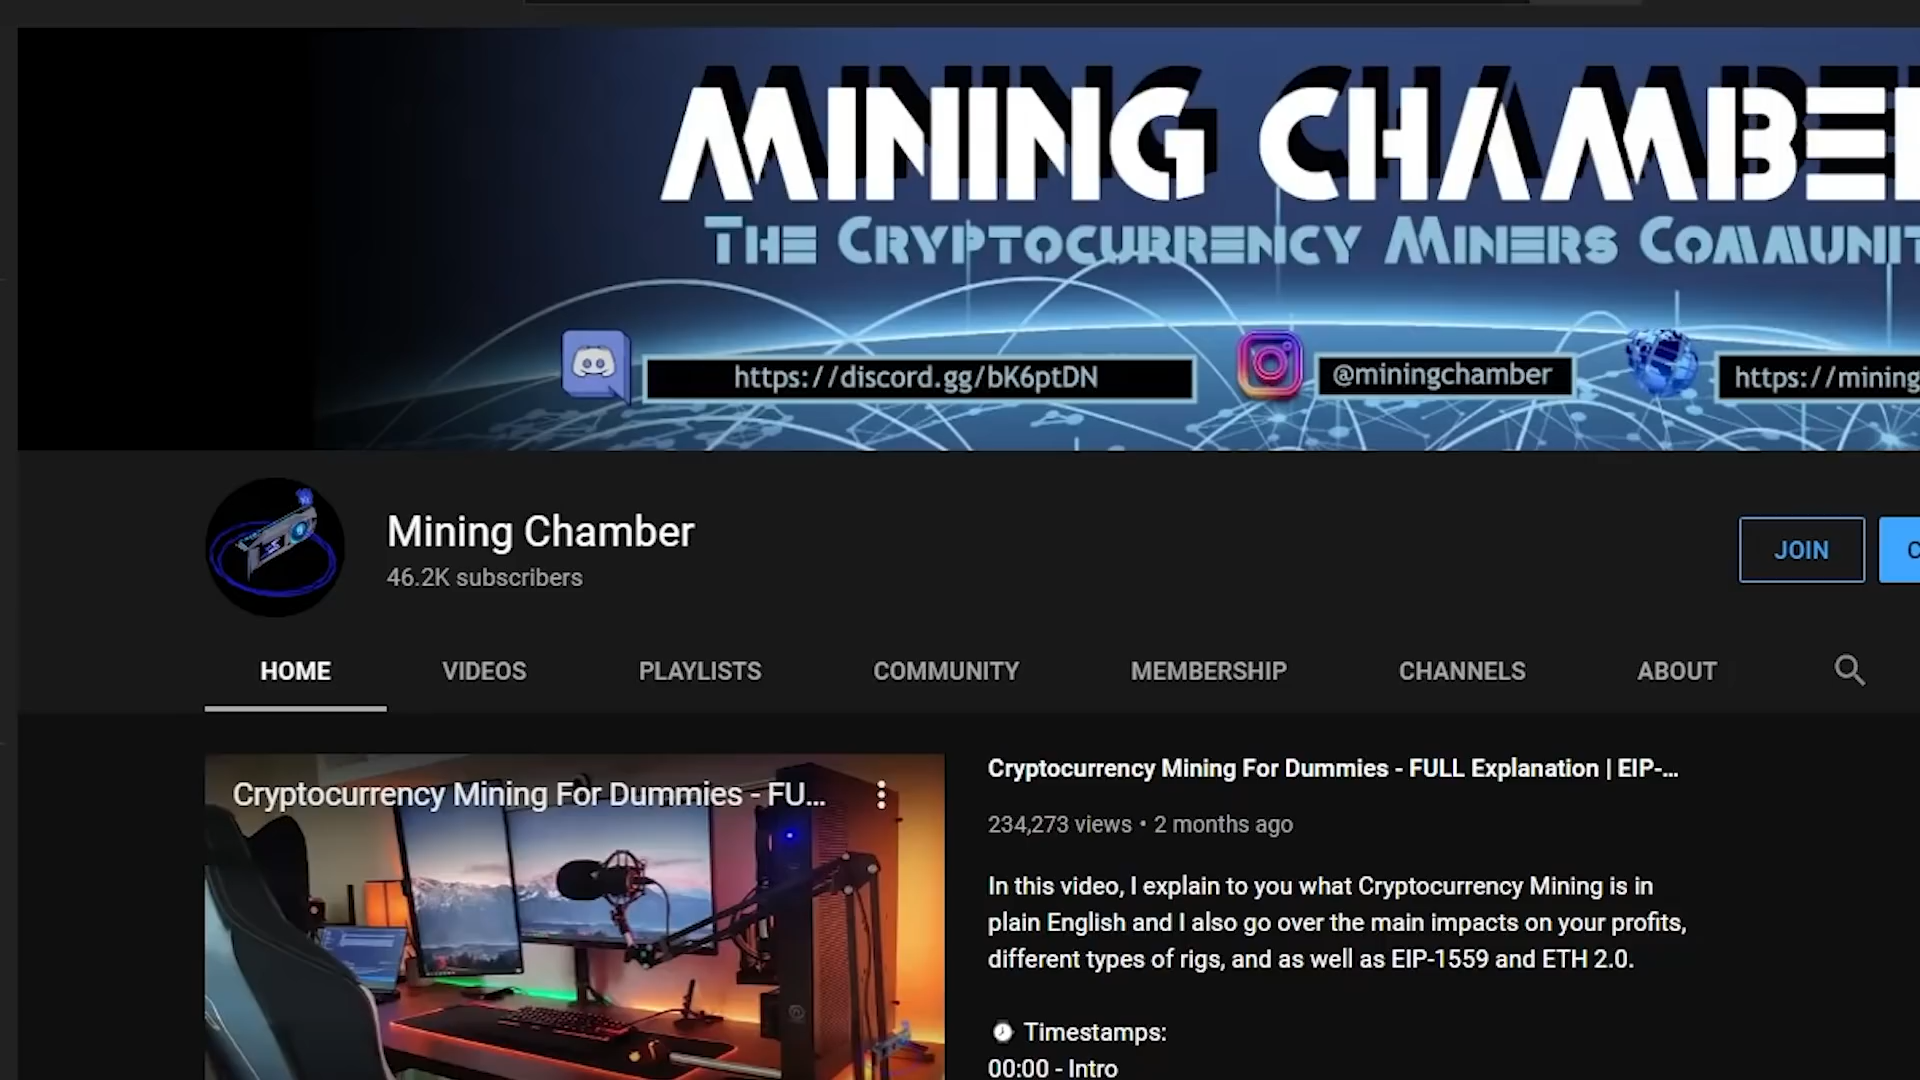 MINING CHAMBE
THE CRYPTOCURRENCY MINERS COMMUNIT
https://discord.gg/bK6ptDN
@miningchamber
https://mining
Mining Chamber
46.2K subscribers
JOIN
HOME
VIDEOS
PLAYLISTS
COMMUNITY
MEMBERSHIP
CHANNELS
ABOUT
Cryptocurrency Mining For Dummies - FU...
Cryptocurrency Mining For Dummies - FULL Explanation | EIP-...
234,273 views • 2 months ago
In this video, I explain to you what Cryptocurrency Mining is in
plain English and I also go over the main impacts on your profits,
different types of rigs, and as well as EIP-1559 and ETH 2.0.
Timestamps:
00:00 - Intro